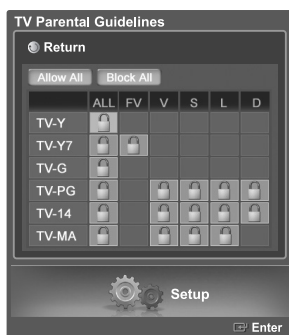 TV Parental Guidelines
Return
Allow All Block All
ALL FV V S L D
TV-Y
TV-Y7
TV-G
TV-PG
TV-14
TV-MA
Setup
Enter